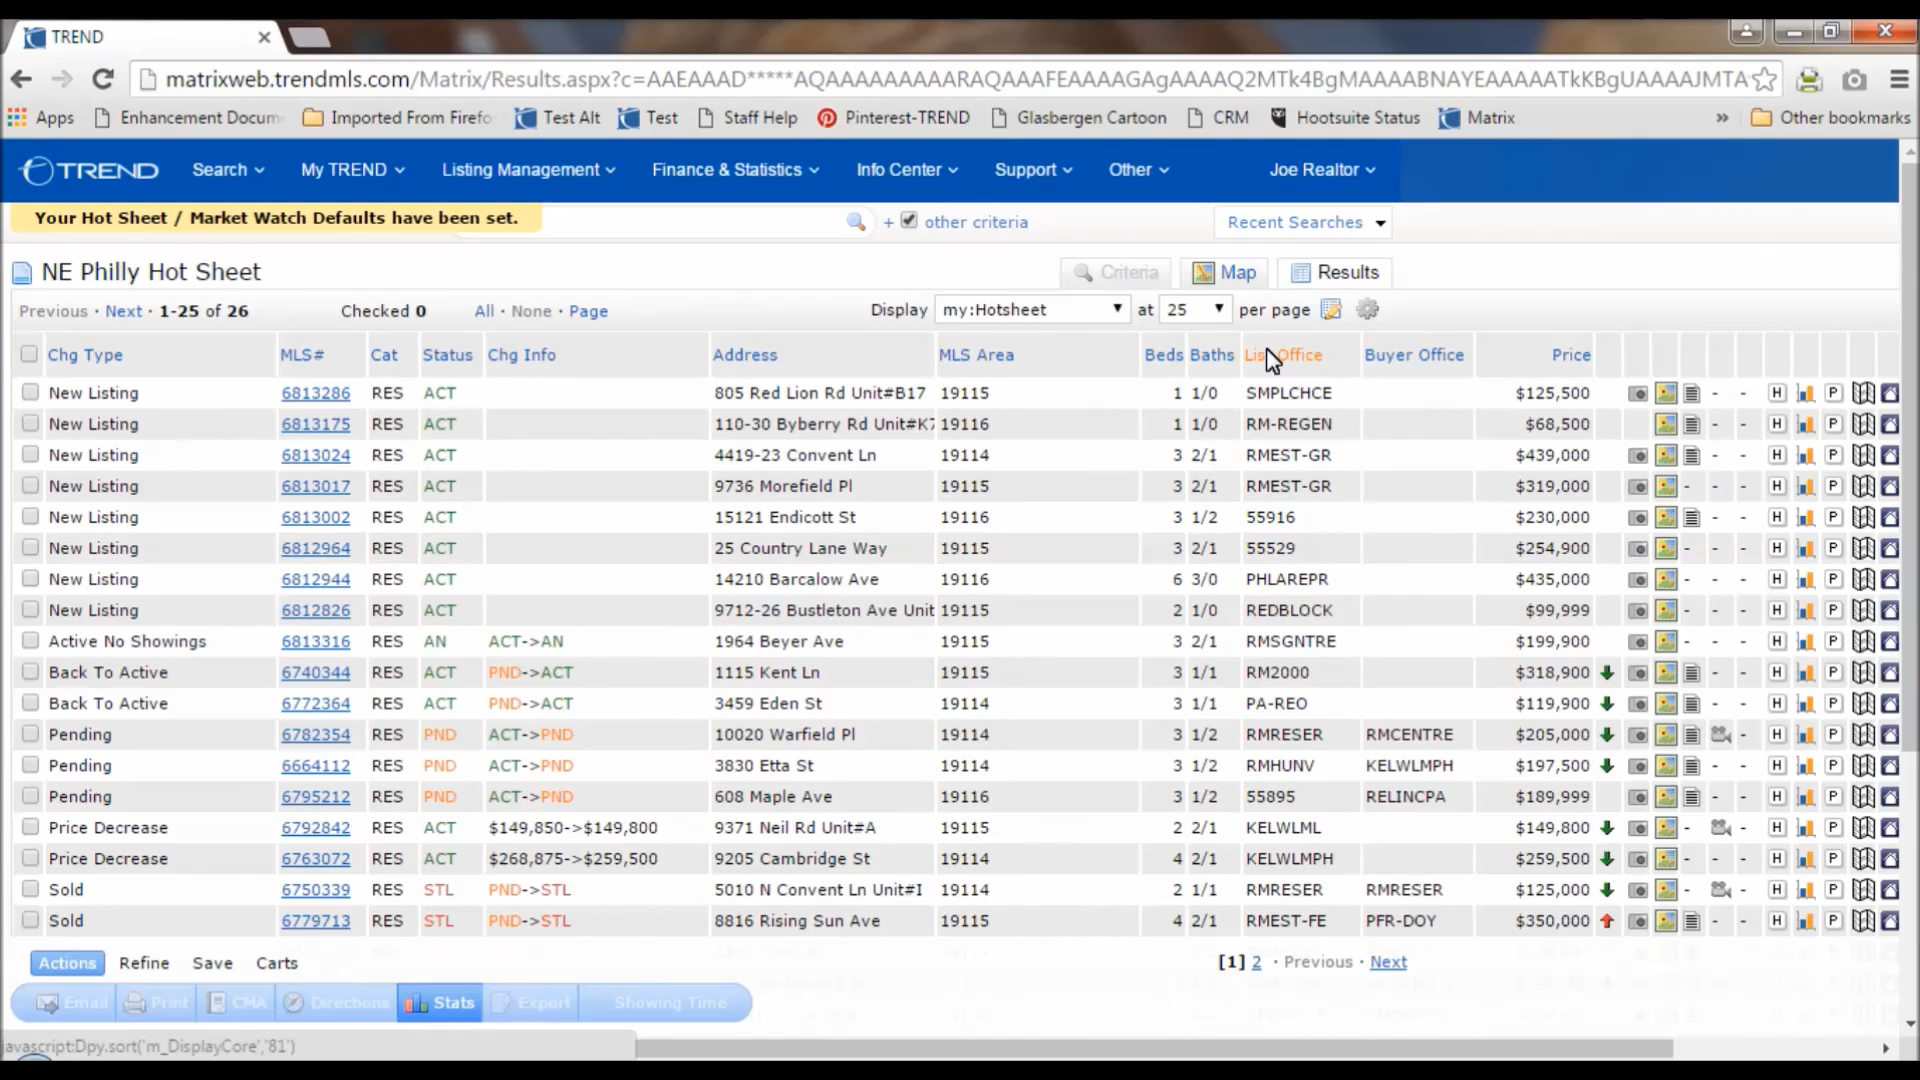 TREND
matrixweb.trendmls.com/Matrix/Results.aspx?c=AAEAAAD*****AQAAAAAAAAARAQAAAFEAAAAGAgAAAAQ2MTk4BgMAAAABNAYEAAAAATkKBgUAAAAJMTA
Apps Enhancement Docum Imported From Firefo Test Alt Test Staff Help Pinterest-TREND Glasbergen Cartoon CRM Hootsuite Status Matrix » Other bookmarks
TREND Search My TREND Listing Management Finance & Statistics Info Center Support Other Joe Realtor
Your Hot Sheet / Market Watch Defaults have been set. + other criteria Recent Searches
NE Philly Hot Sheet Criteria Map Results
Previous · Next · 1-25 of 26 Checked 0 All · None · Page Display my:Hotsheet at 25 per page
Chg Type MLS# Cat Status Chg Info Address MLS Area Beds Baths List Office Buyer Office Price
New Listing 6813286 RES ACT 805 Red Lion Rd Unit#B17 19115 1 1/0 SMPLCHCE $125,500 - - H P
New Listing 6813175 RES ACT 110-30 Byberry Rd Unit#K7 19116 1 1/0 RM-REGEN $68,500 - - H P
New Listing 6813024 RES ACT 4419-23 Convent Ln 19114 3 2/1 RMEST-GR $439,000 - - H P
New Listing 6813017 RES ACT 9736 Morefield Pl 19115 3 2/1 RMEST-GR $319,000 - - - H P
New Listing 6813002 RES ACT 15121 Endicott St 19116 3 1/2 55916 $230,000 - - H P
New Listing 6812964 RES ACT 25 Country Lane Way 19115 3 2/1 55529 $254,900 - - - H P
New Listing 6812944 RES ACT 14210 Barcalow Ave 19116 6 3/0 PHLAREPR $435,000 - - - H P
New Listing 6812826 RES ACT 9712-26 Bustleton Ave Unit 19115 2 1/0 REDBLOCK $99,999 - - - H P
Active No Showings 6813316 RES AN ACT->AN 1964 Beyer Ave 19115 3 2/1 RMSGNTRE $199,900 - - - H P
Back To Active 6740344 RES ACT PND->ACT 1115 Kent Ln 19115 3 1/1 RM2000 $318,900 - - H P
Back To Active 6772364 RES ACT PND->ACT 3459 Eden St 19114 3 1/1 PA-REO $119,900 - - H P
Pending 6782354 RES PND ACT->PND 10020 Warfield Pl 19114 3 1/2 RMRESER RMCENTRE $205,000 - H P
Pending 6664112 RES PND ACT->PND 3830 Etta St 19114 3 1/2 RMHUNV KELWLMPH $197,500 - - H P
Pending 6795212 RES PND ACT->PND 608 Maple Ave 19116 3 1/2 55895 RELINCPA $189,999 - - H P
Price Decrease 6792842 RES ACT $149,850->$149,800 9371 Neil Rd Unit#A 19115 2 2/1 KELWLML $149,800 - - H P
Price Decrease 6763072 RES ACT $268,875->$259,500 9205 Cambridge St 19114 4 2/1 KELWLMPH $259,500 - - - H P
Sold 6750339 RES STL PND->STL 5010 N Convent Ln Unit#I 19114 2 1/1 RMRESER RMRESER $125,000 - - H P
Sold 6779713 RES STL PND->STL 8816 Rising Sun Ave 19115 4 2/1 RMEST-FE PFR-DOY $350,000 - - H P
Actions Refine Save Carts [1] 2 · Previous · Next
Email Print CMA Directions Stats Export Showing Time
javascript:Dpy.sort('m_DisplayCore','81')